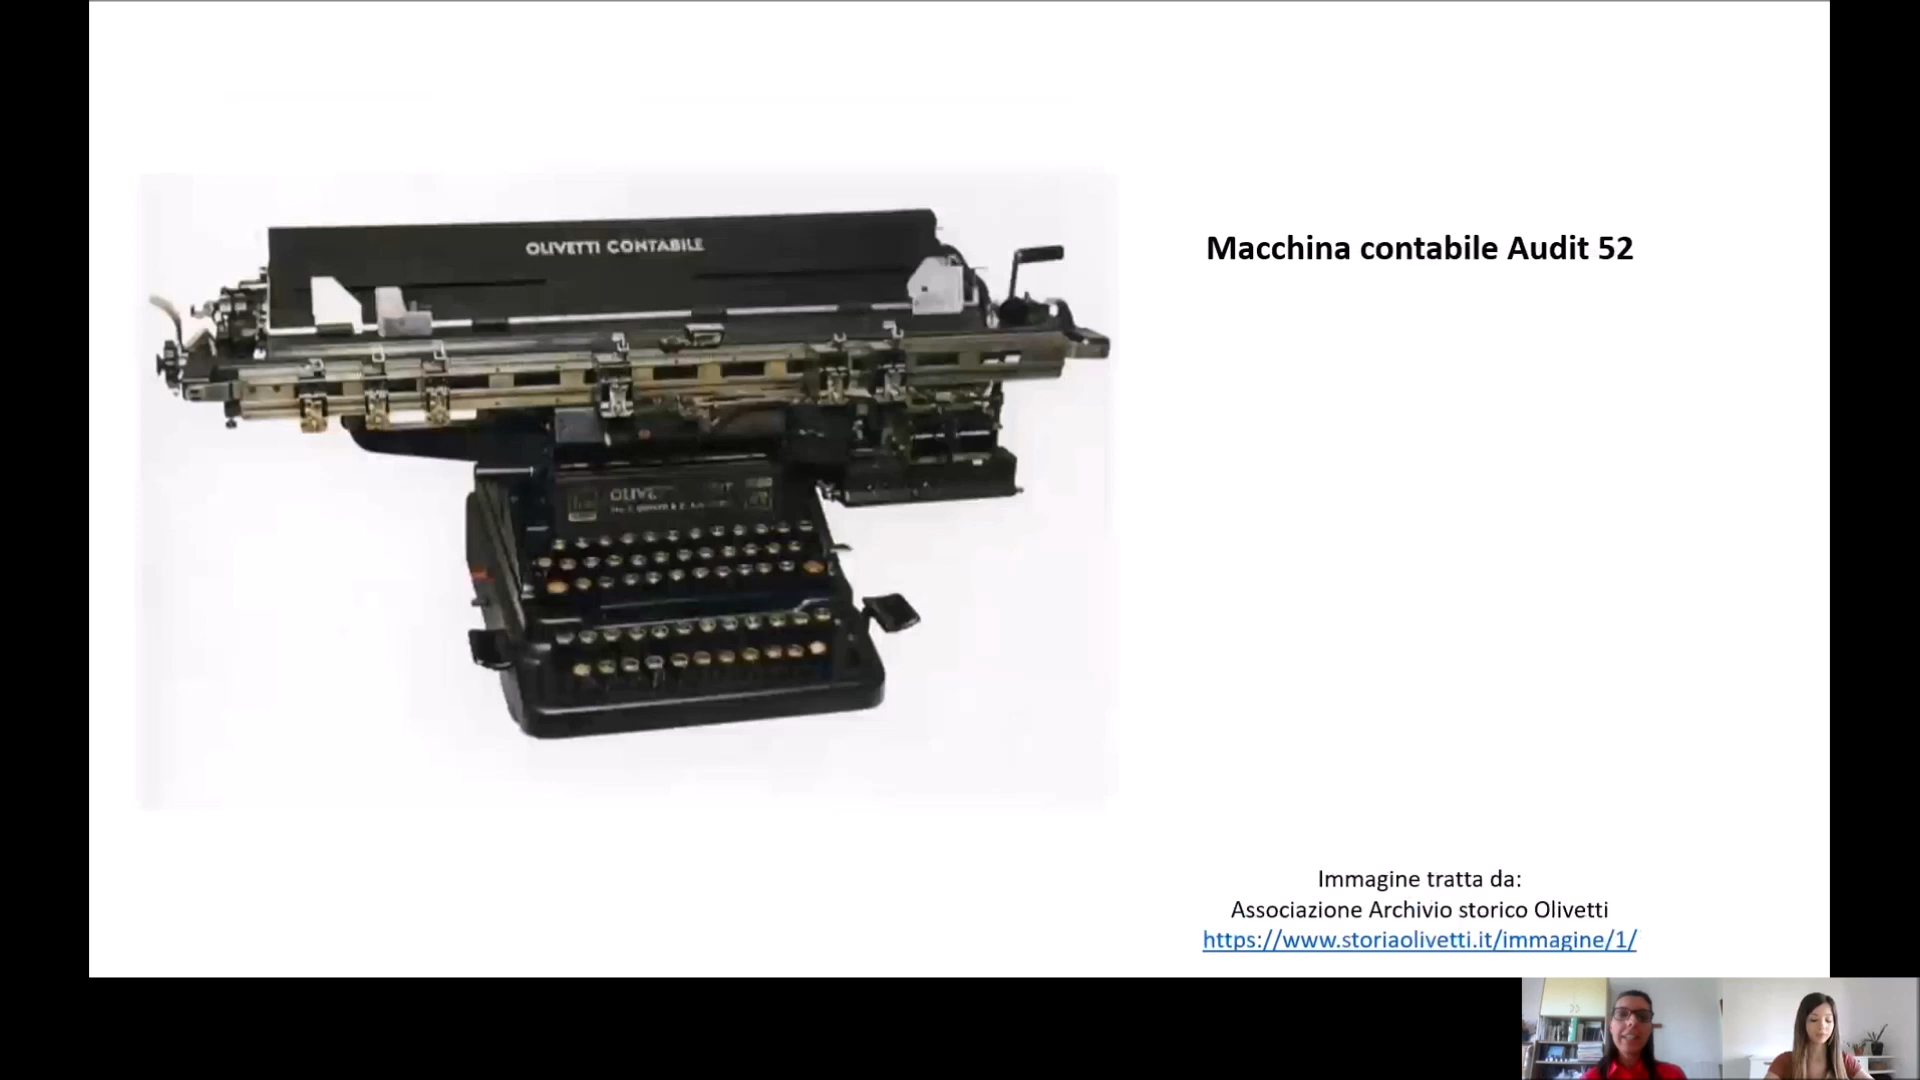 OLIVETTI CONTABILE
Macchina contabile Audit 52
Immagine tratta da:
Associazione Archivio storico Olivetti
https://www.storiaolivetti.it/immagine/1/